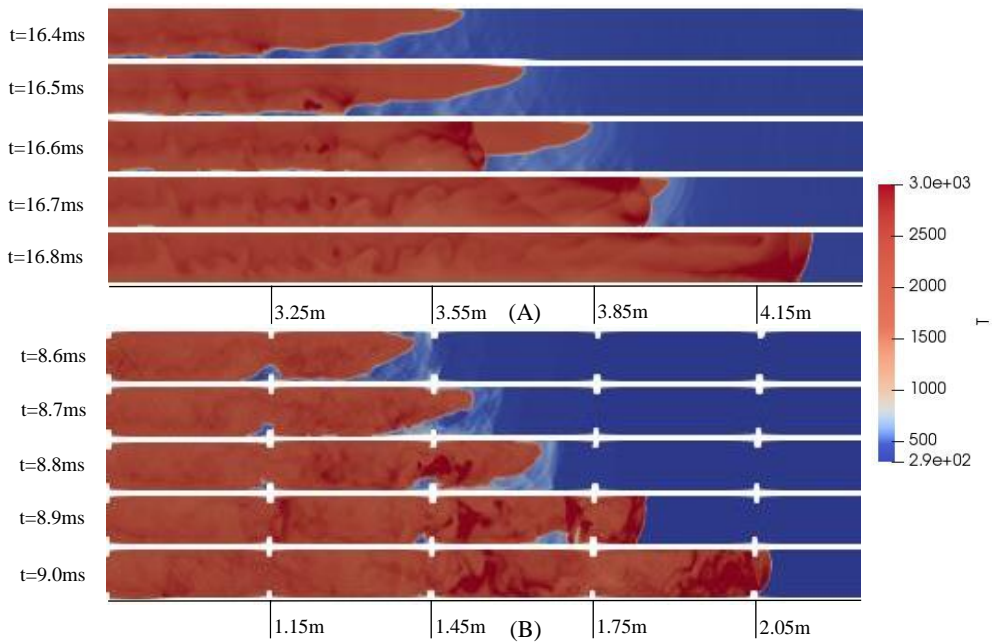 t=16.4ms
t=16.5ms
t=16.6ms
t=16.7ms
t=16.8ms
3.25m 3.55m (A) 3.85m 4.15m
t=8.6ms
t=8.7ms
t=8.8ms
t=8.9ms
t=9.0ms
1.15m 1.45m (B) 1.75m 2.05m
3.0e+03
2500
2000
1500
1000
500
2.9e+02
T